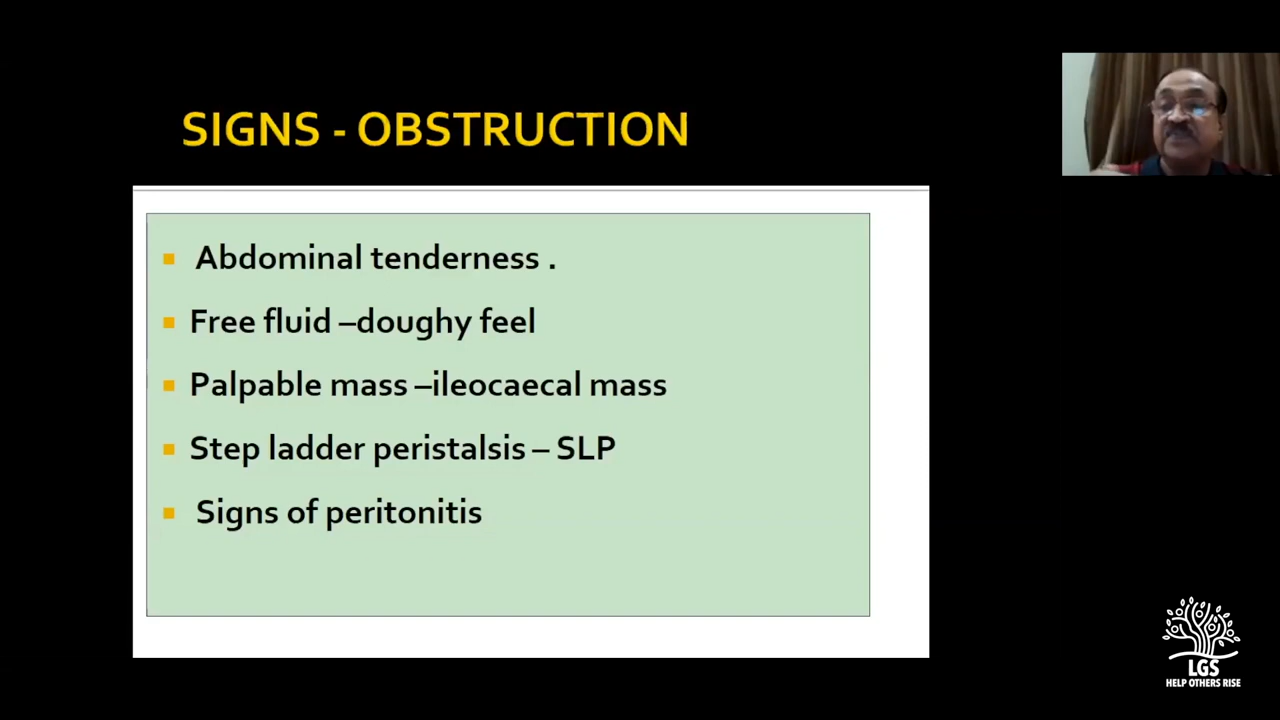 SIGNS - OBSTRUCTION
Abdominal tenderness .
Free fluid –doughy feel
Palpable mass –ileocaecal mass
Step ladder peristalsis – SLP
Signs of peritonitis
LGS
HELP OTHERS RISE